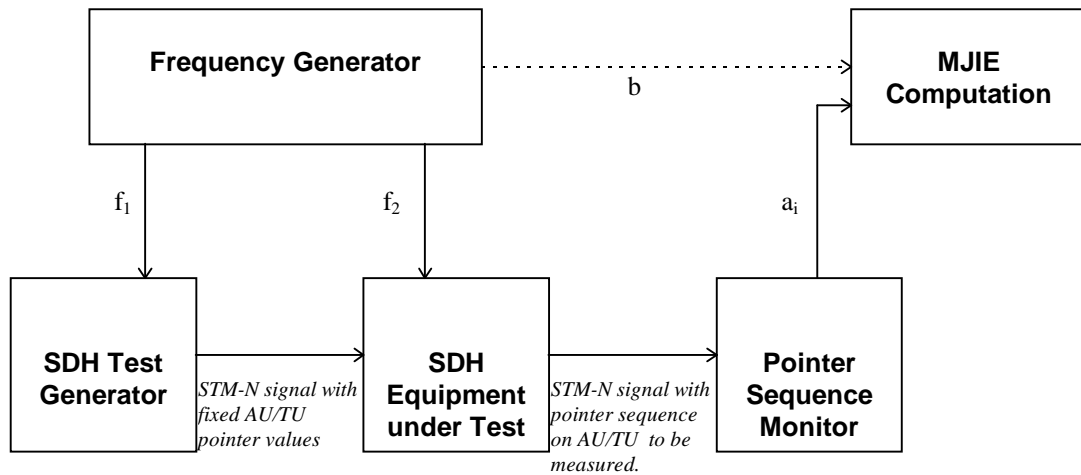 Frequency Generator
MJIE
Computation
b
f₁
f₂
aᵢ
SDH Test
Generator
STM-N signal with
fixed AU/TU
pointer values
SDH
Equipment
under Test
STM-N signal with
pointer sequence
on AU/TU to be
measured.
Pointer
Sequence
Monitor